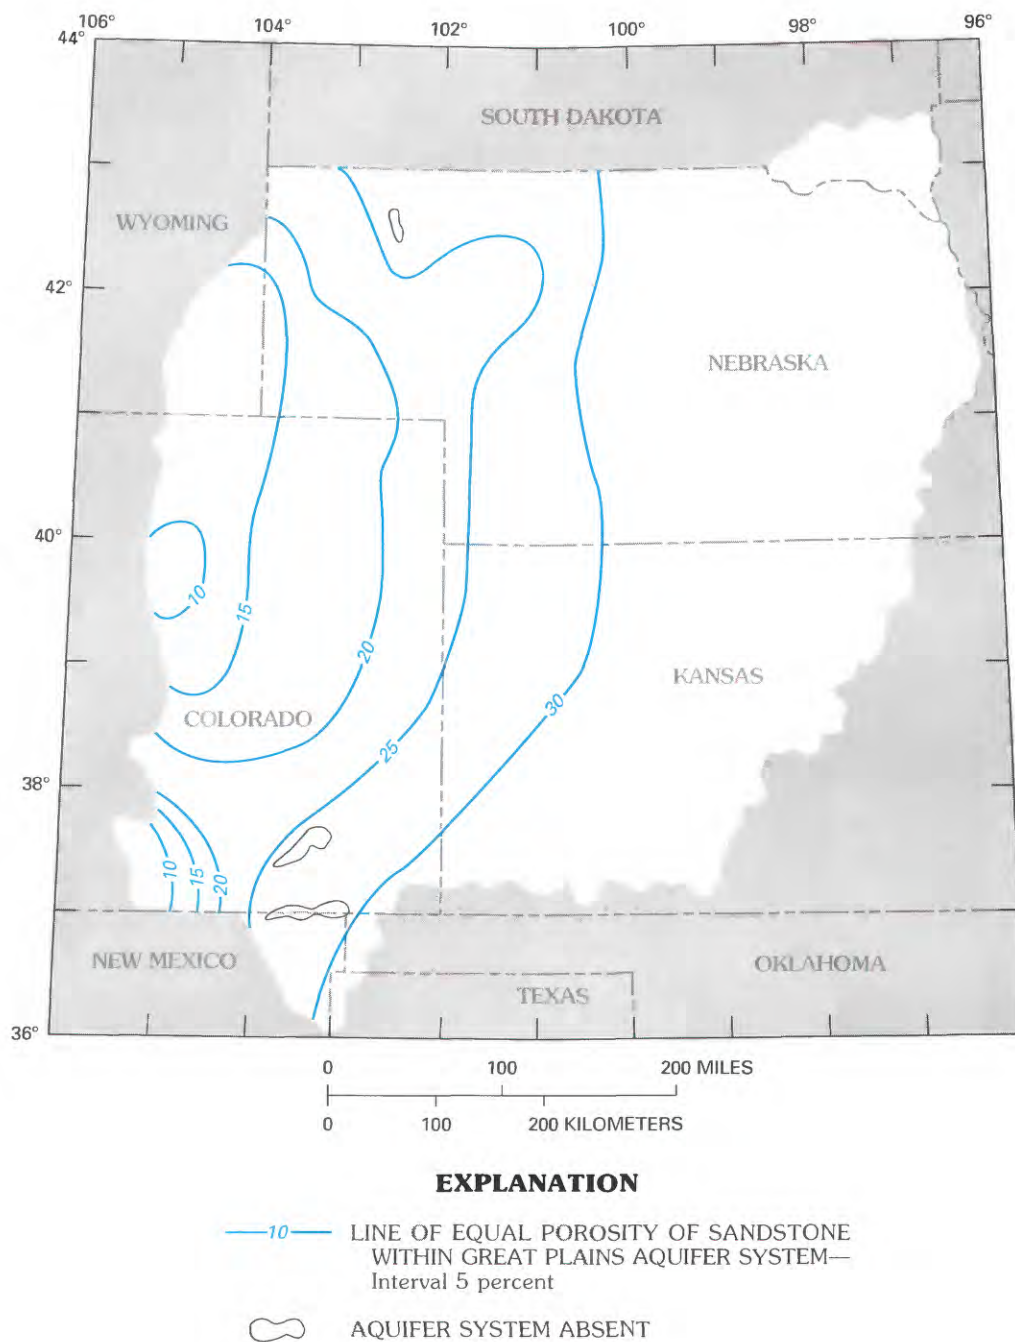 106° 104° 102° 100° 98° 96°
44°
SOUTH DAKOTA
WYOMING
42°
NEBRASKA
40°
10
15
20
KANSAS
COLORADO
30
25
38°
10
15
20
NEW MEXICO
OKLAHOMA
TEXAS
36°
0 100 200 MILES
0 100 200 KILOMETERS
EXPLANATION
10 LINE OF EQUAL POROSITY OF SANDSTONE
WITHIN GREAT PLAINS AQUIFER SYSTEM—
Interval 5 percent
AQUIFER SYSTEM ABSENT